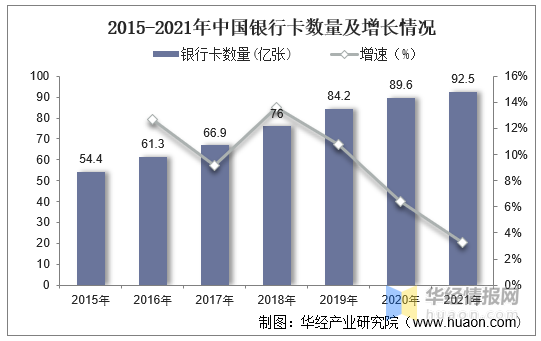 2015-2021年中国银行卡数量及增长情况
银行卡数量(亿张) 增速（%）
100 16%
90 14%
80 12%
70 10%
60 8%
50 6%
40 4%
30 2%
20 0%
10
0
54.4 61.3 66.9 76 84.2 89.6 92.5
2015年 2016年 2017年 2018年 2019年 2020年 2021年
华经情报网
huaon.com
制图：华经产业研究院（www.huaon.com）